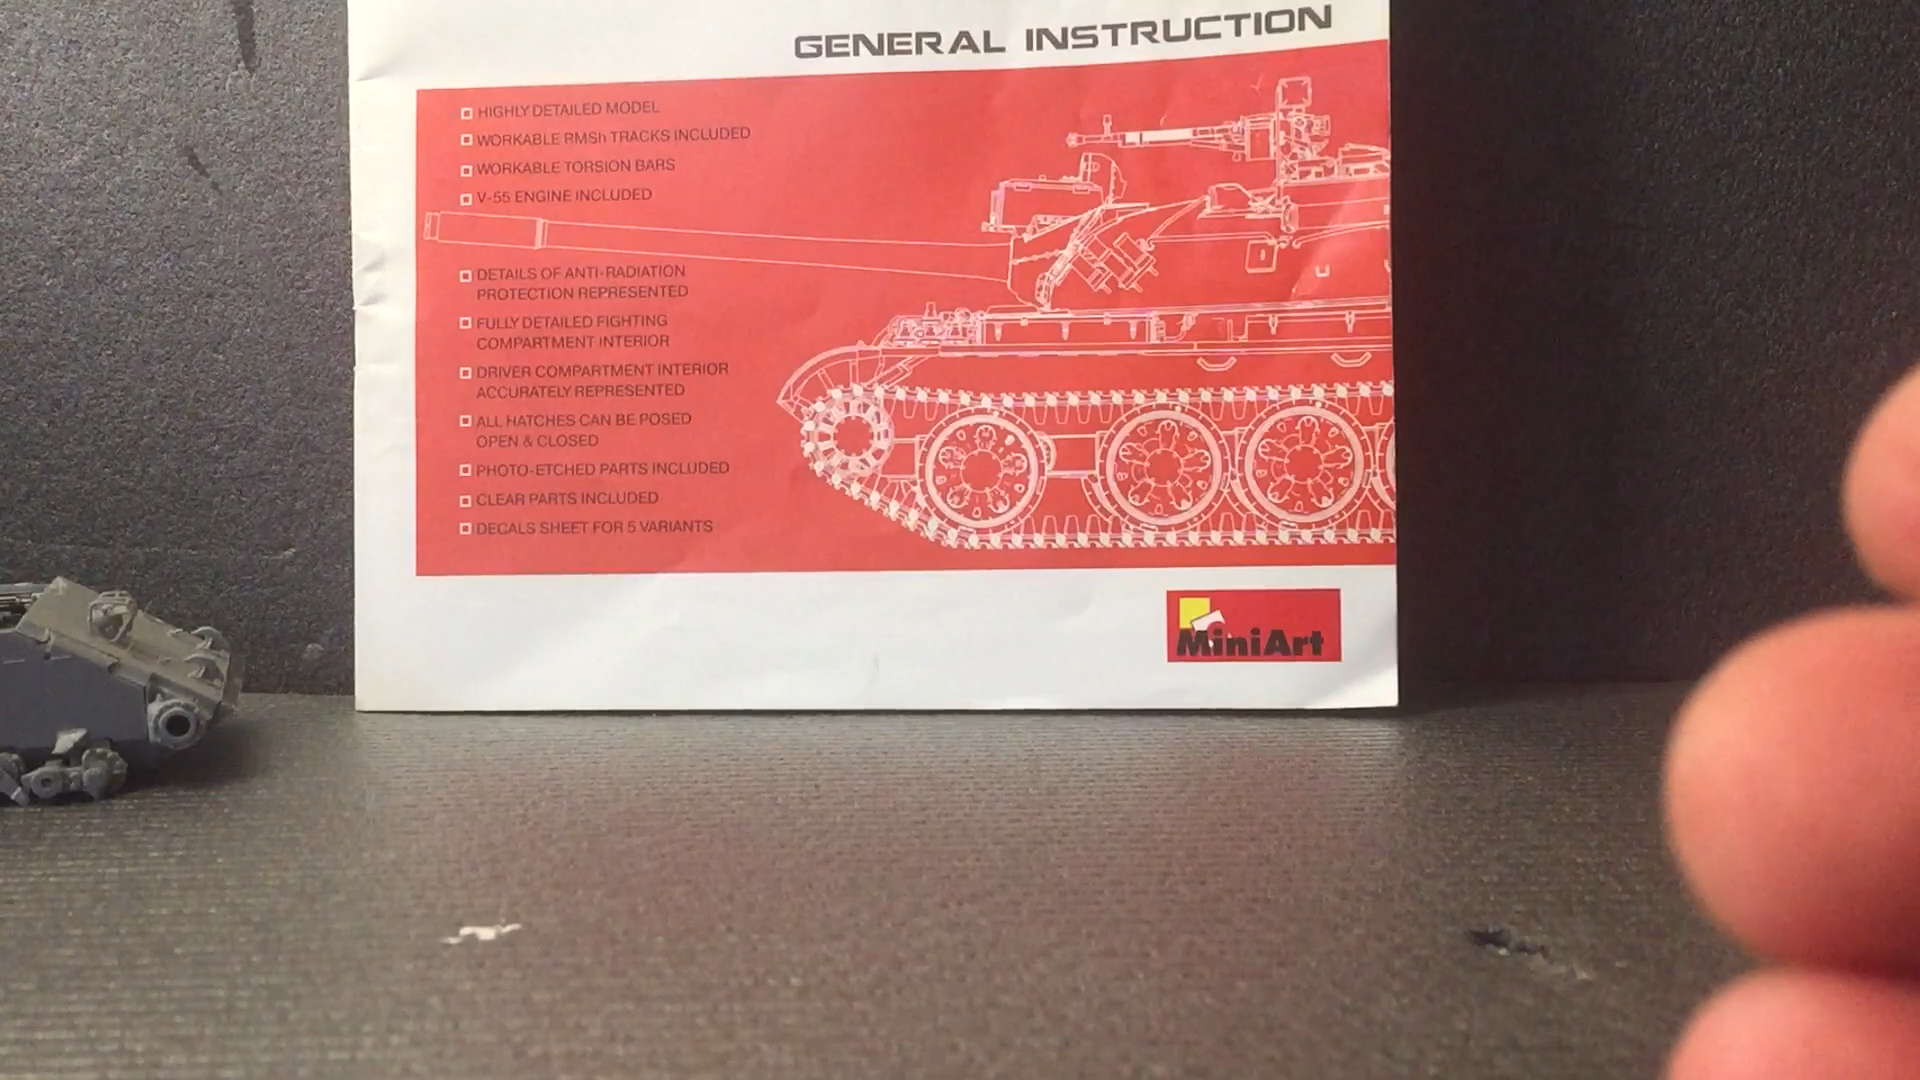 GENERAL INSTRUCTION
HIGHLY DETAILED MODEL
WORKABLE RMSh TRACKS INCLUDED
WORKABLE TORSION BARS
V-55 ENGINE INCLUDED
DETAILS OF ANTI-RADIATION
PROTECTION REPRESENTED
FULLY DETAILED FIGHTING
COMPARTMENT INTERIOR
DRIVER COMPARTMENT INTERIOR
ACCURATELY REPRESENTED
ALL HATCHES CAN BE POSED
OPEN & CLOSED
PHOTO-ETCHED PARTS INCLUDED
CLEAR PARTS INCLUDED
DECALS SHEET FOR 5 VARIANTS
MiniArt